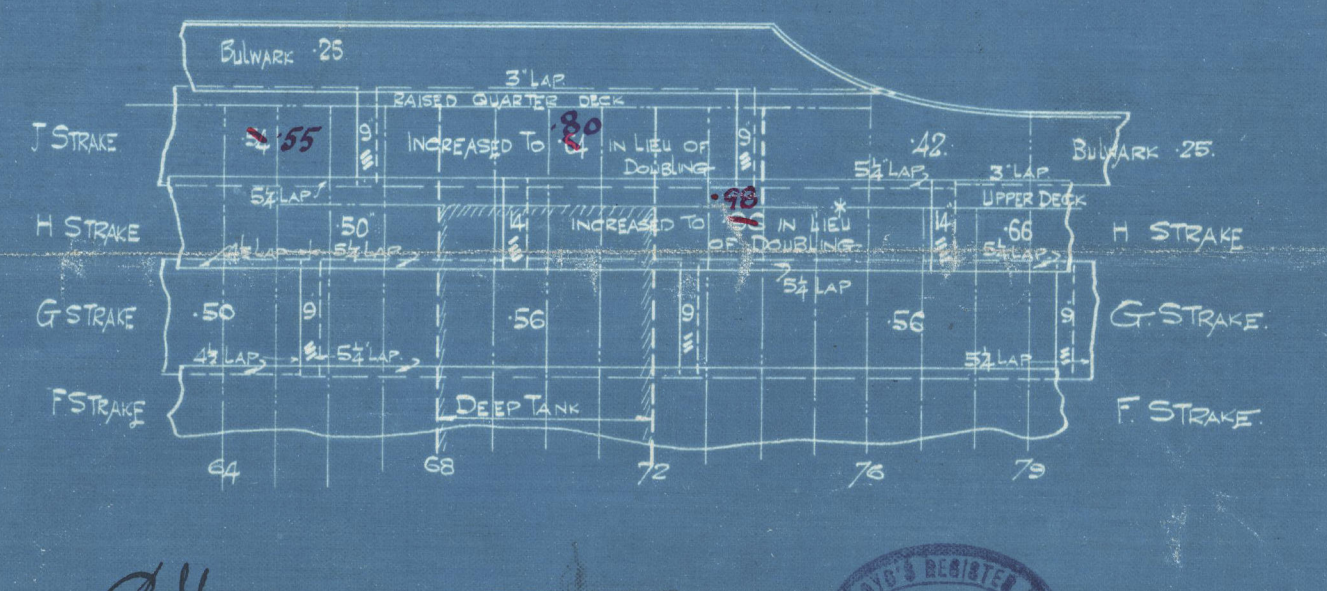 BULWARK .25
3" LAP.
RAISED QUARTER DECK
J STRAKE
.55
9"
INCREASED TO .80 IN LIEU OF
DOUBLING
9"
.42
BULWARK .25.
5¼" LAP
3" LAP.
5¼" LAP
UPPER DECK
.98
H STRAKE
.50"
14"
INCREASED TO IN LIEU
OF DOUBLING
*
14"
.66
H STRAKE
4½" LAP
5¼" LAP
5¼" LAP
5¼" LAP
G STRAKE
.50
9"
.56
9"
.56
9"
G. STRAKE.
4½" LAP
5¼" LAP.
5¼" LAP
F STRAKE
DEEP TANK
F. STRAKE.
64
68
72
76
79
LOYD'S REGISTER